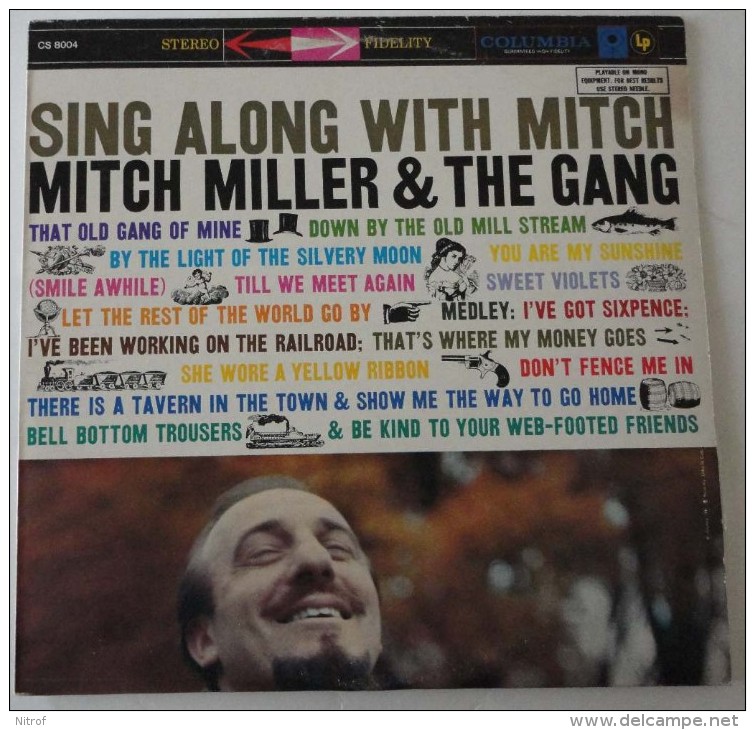 CS 8004 STEREO FIDELITY COLUMBIA LP
GUARANTEED HIGH-FIDELITY
PLAYABLE ON MONO
EQUIPMENT. FOR BEST RESULTS
USE STEREO NEEDLE.
SING ALONG WITH MITCH
MITCH MILLER & THE GANG
THAT OLD GANG OF MINE DOWN BY THE OLD MILL STREAM
BY THE LIGHT OF THE SILVERY MOON YOU ARE MY SUNSHINE
(SMILE AWHILE) TILL WE MEET AGAIN SWEET VIOLETS
LET THE REST OF THE WORLD GO BY MEDLEY: I'VE GOT SIXPENCE;
I'VE BEEN WORKING ON THE RAILROAD; THAT'S WHERE MY MONEY GOES
SHE WORE A YELLOW RIBBON DON'T FENCE ME IN
THERE IS A TAVERN IN THE TOWN & SHOW ME THE WAY TO GO HOME
BELL BOTTOM TROUSERS & BE KIND TO YOUR WEB-FOOTED FRIENDS
Nitrof www.delcampe.net